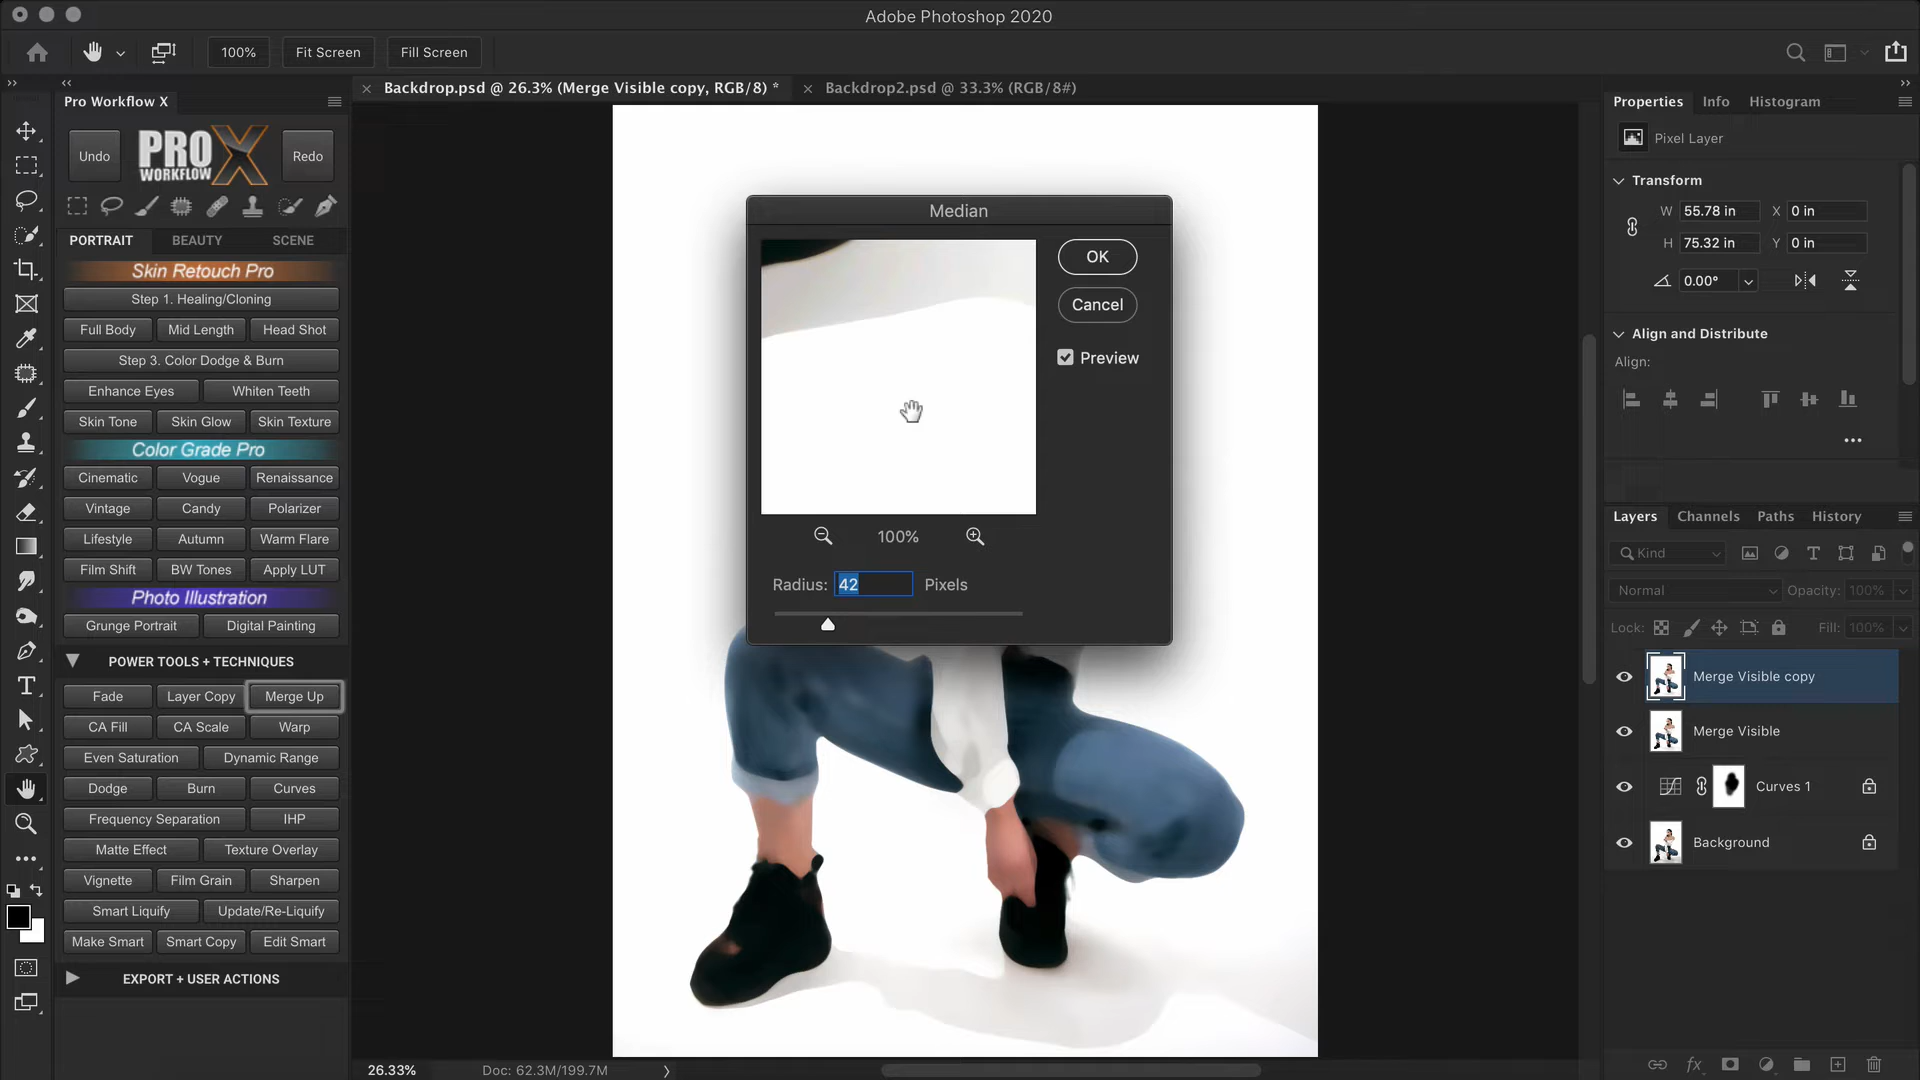 Adobe Photoshop 2020
100% Fit Screen Fill Screen
Pro Workflow X
Undo PRO WORKFLOW X Redo
PORTRAIT BEAUTY SCENE
Skin Retouch Pro
Step 1. Healing/Cloning
Full Body Mid Length Head Shot
Step 3. Color Dodge & Burn
Enhance Eyes Whiten Teeth
Skin Tone Skin Glow Skin Texture
Color Grade Pro
Cinematic Vogue Renaissance
Vintage Candy Polarizer
Lifestyle Autumn Warm Flare
Film Shift BW Tones Apply LUT
Photo Illustration
Grunge Portrait Digital Painting
POWER TOOLS + TECHNIQUES
Fade Layer Copy Merge Up
CA Fill CA Scale Warp
Even Saturation Dynamic Range
Dodge Burn Curves
Frequency Separation IHP
Matte Effect Texture Overlay
Vignette Film Grain Sharpen
Smart Liquify Update/Re-Liquify
Make Smart Smart Copy Edit Smart
EXPORT + USER ACTIONS
Backdrop.psd @ 26.3% (Merge Visible copy, RGB/8) * Backdrop2.psd @ 33.3% (RGB/8#)
Median
OK
Cancel
Preview
100%
Radius: 42 Pixels
26.33% Doc: 62.3M/199.7M
Properties Info Histogram
Pixel Layer
Transform
W 55.78 in X 0 in
H 75.32 in Y 0 in
0.00°
Align and Distribute
Align:
Layers Channels Paths History
Kind
Normal Opacity: 100%
Lock: Fill: 100%
Merge Visible copy
Merge Visible
Curves 1
Background
fx